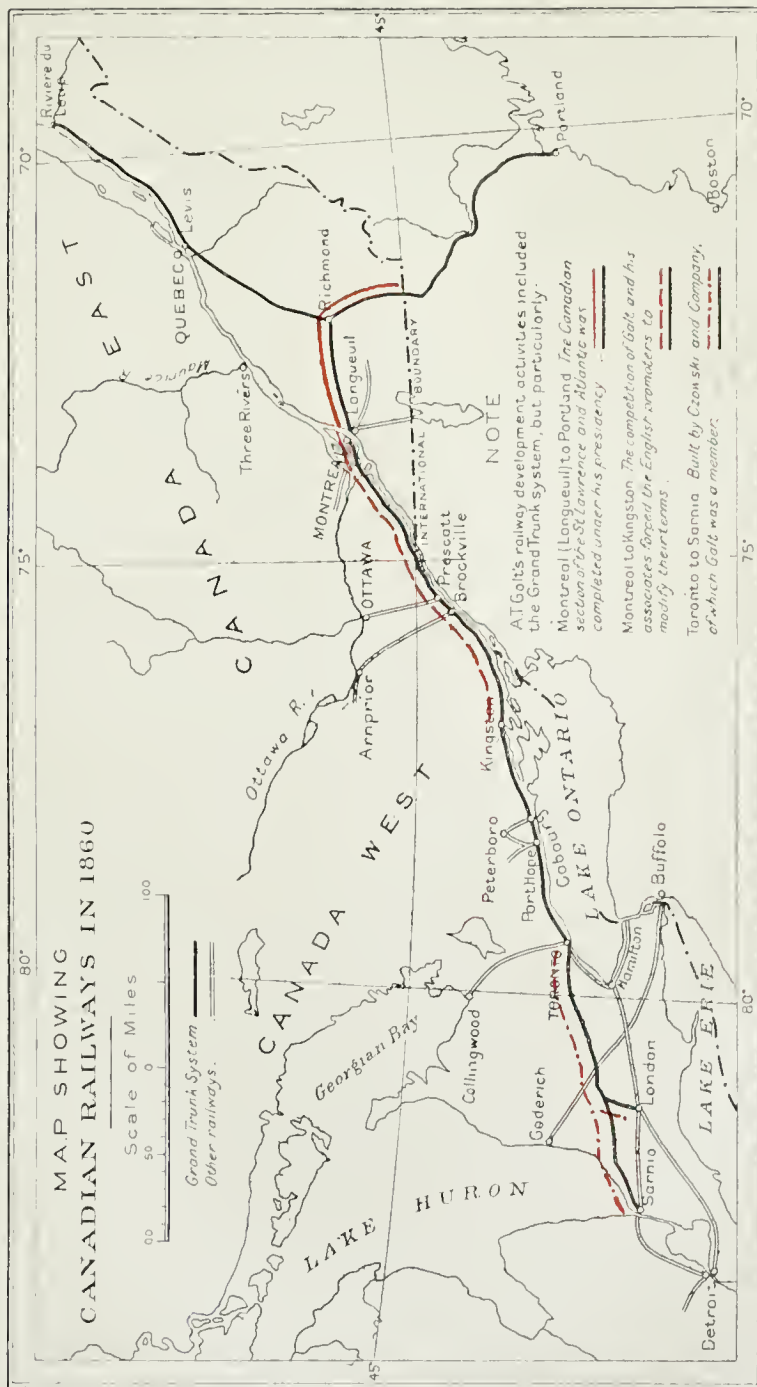 MAP SHOWING
CANADIAN RAILWAYS IN 1860
Scale of Miles
50
0
100
Grand Trunk System
Other railways.
80°
75°
70°
45°
45°
80°
75°
70°
CANADA EAST
CANADA WEST
Riviere du
Loup
Levis
QUEBEC
Maurice R.
Three Rivers
Richmond
Longueuil
MONTREAL
INTERNATIONAL BOUNDARY
Portland
Boston
OTTAWA
Prescott
Brockville
Arnprior
Ottawa R.
Kingston
Peterboro
Port Hope
Cobourg
LAKE ONTARIO
Buffalo
Hamilton
TORONTO
Collingwood
Georgian Bay
Goderich
London
Sarnia
LAKE HURON
LAKE ERIE
Detroit
NOTE
A.T Galt's railway development activities included
the Grand Trunk system, but particularly:
Montreal (Longueuil) to Portland The Canadian
section of the St Lawrence and Atlantic was
completed under his presidency
Montreal to Kingston The competition of Galt and his
associates forced the English promoters to
modify their terms.
Toronto to Sarnia Built by Czowski and Company,
of which Galt was a member.